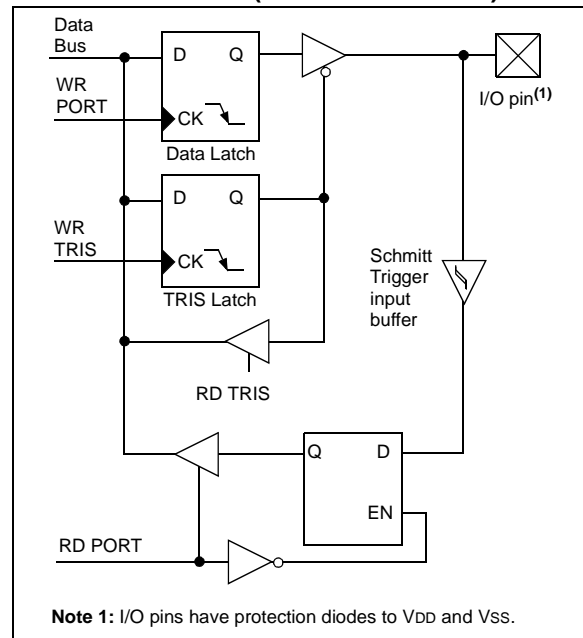 Data
Bus
D Q
WR
PORT
CK
I/O pin(1)
Data Latch
D Q
WR
TRIS
CK
TRIS Latch
Schmitt
Trigger
input
buffer
RD TRIS
Q D
EN
RD PORT
Note 1: I/O pins have protection diodes to VDD and VSS.